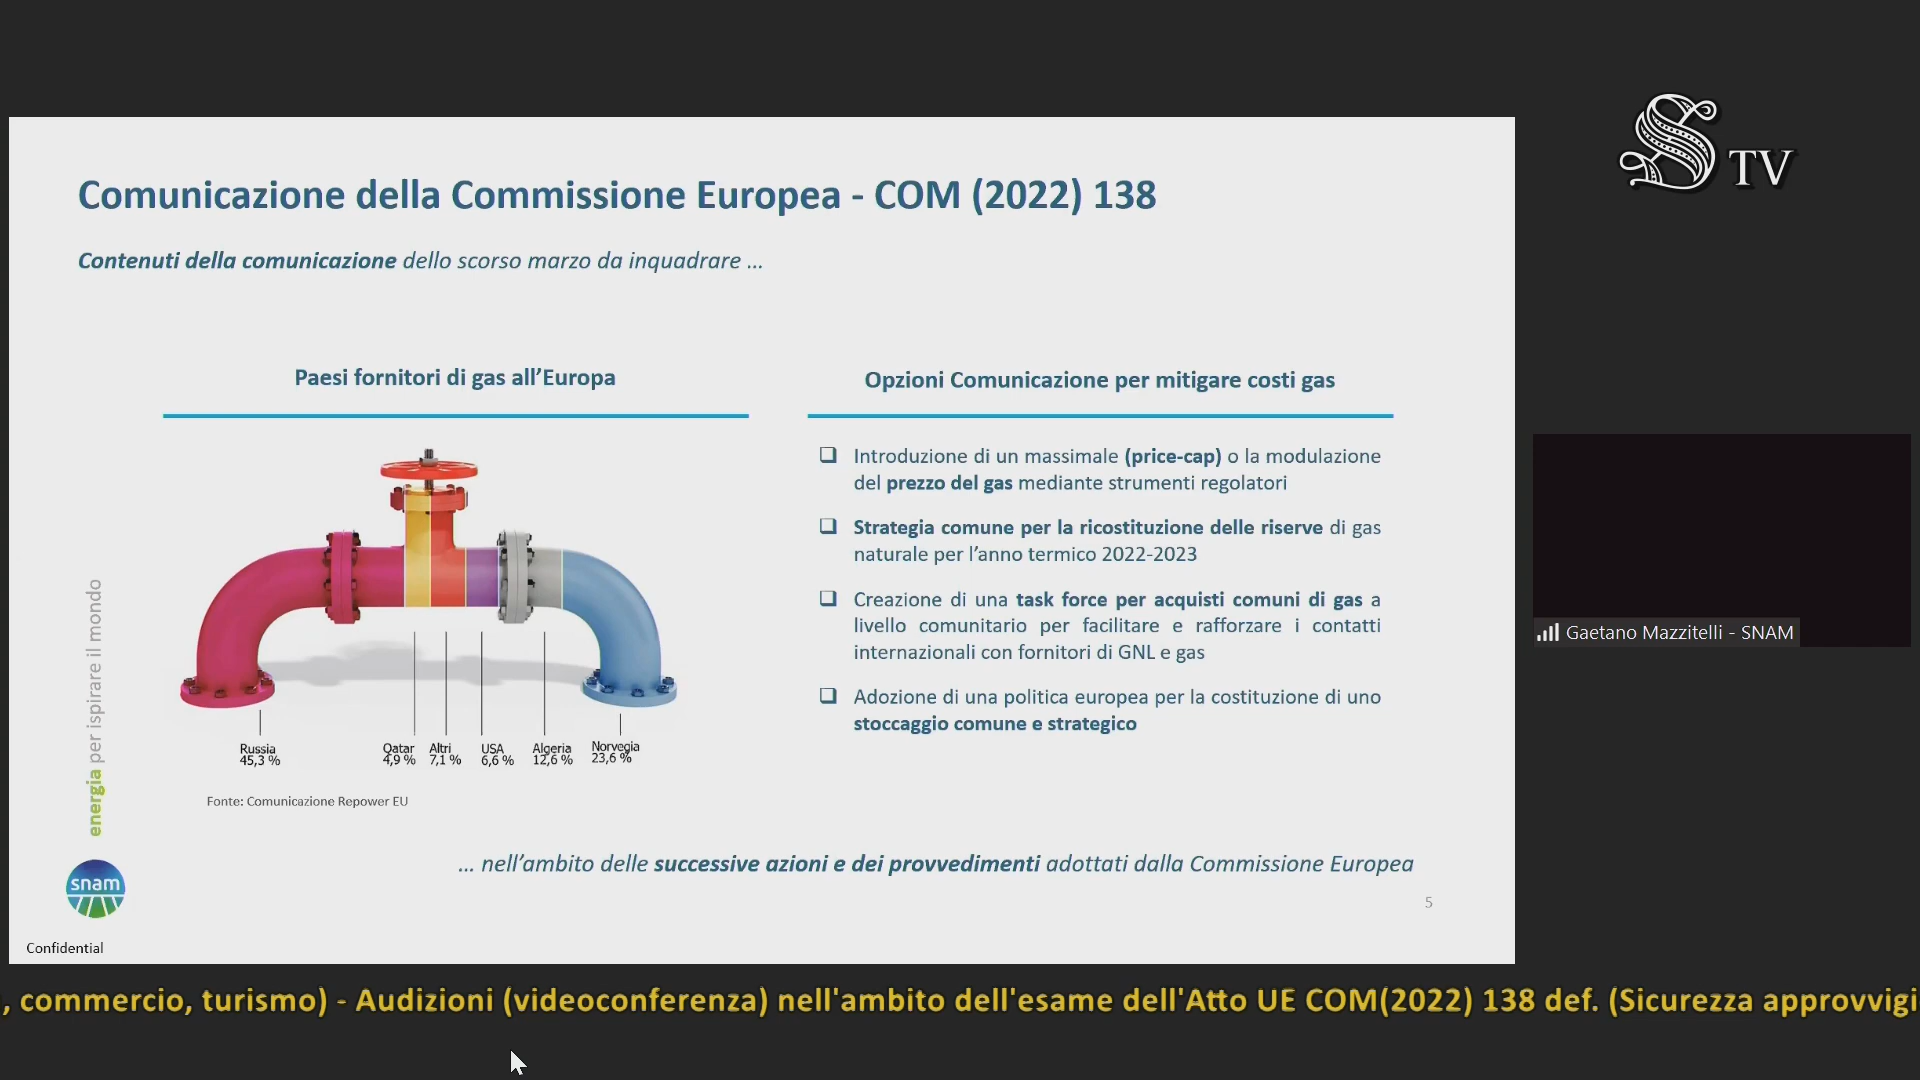 S TV
Comunicazione della Commissione Europea - COM (2022) 138
Contenuti della comunicazione dello scorso marzo da inquadrare ...
Paesi fornitori di gas all'Europa
Russia
45,3 %
Qatar
4,9 %
Altri
7,1 %
USA
6,6 %
Algeria
12,6 %
Norvegia
23,6 %
Fonte: Comunicazione Repower EU
Opzioni Comunicazione per mitigare costi gas
❑ Introduzione di un massimale (price-cap) o la modulazione
del prezzo del gas mediante strumenti regolatori
❑ Strategia comune per la ricostituzione delle riserve di gas
naturale per l'anno termico 2022-2023
❑ Creazione di una task force per acquisti comuni di gas a
livello comunitario per facilitare e rafforzare i contatti
internazionali con fornitori di GNL e gas
❑ Adozione di una politica europea per la costituzione di uno
stoccaggio comune e strategico
... nell'ambito delle successive azioni e dei provvedimenti adottati dalla Commissione Europea
5
energia per ispirare il mondo
snam
Confidential
Gaetano Mazzitelli - SNAM
, commercio, turismo) - Audizioni (videoconferenza) nell'ambito dell'esame dell'Atto UE COM(2022) 138 def. (Sicurezza approvvigi